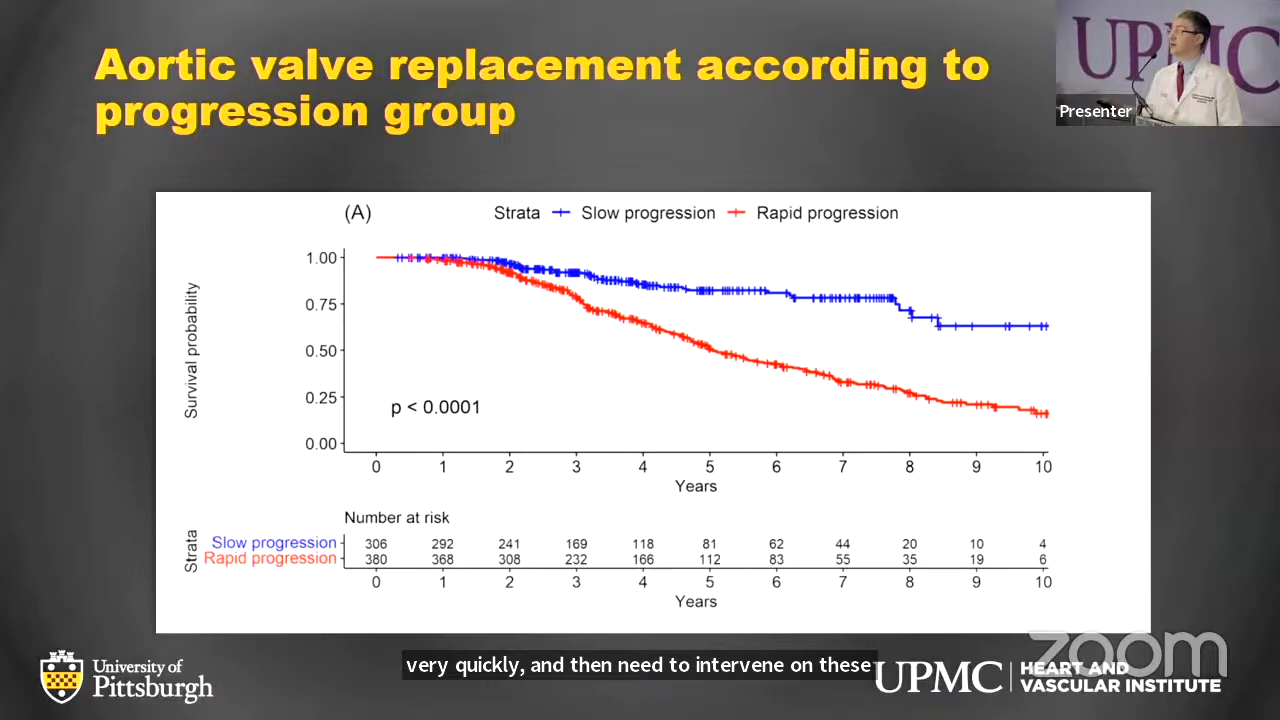 Aortic valve replacement according to
progression group
UPMC
Presenter
(A)
Strata Slow progression Rapid progression
Survival probability
1.00
0.75
0.50
0.25
0.00
p < 0.0001
0 1 2 3 4 5 6 7 8 9 10
Years
Number at risk
Strata
Slow progression 306 292 241 169 118 81 62 44 20 10 4
Rapid progression 380 368 308 232 166 112 83 55 35 19 6
0 1 2 3 4 5 6 7 8 9 10
Years
zoom
very quickly, and then need to intervene on these
University of
Pittsburgh
UPMC HEART AND
VASCULAR INSTITUTE